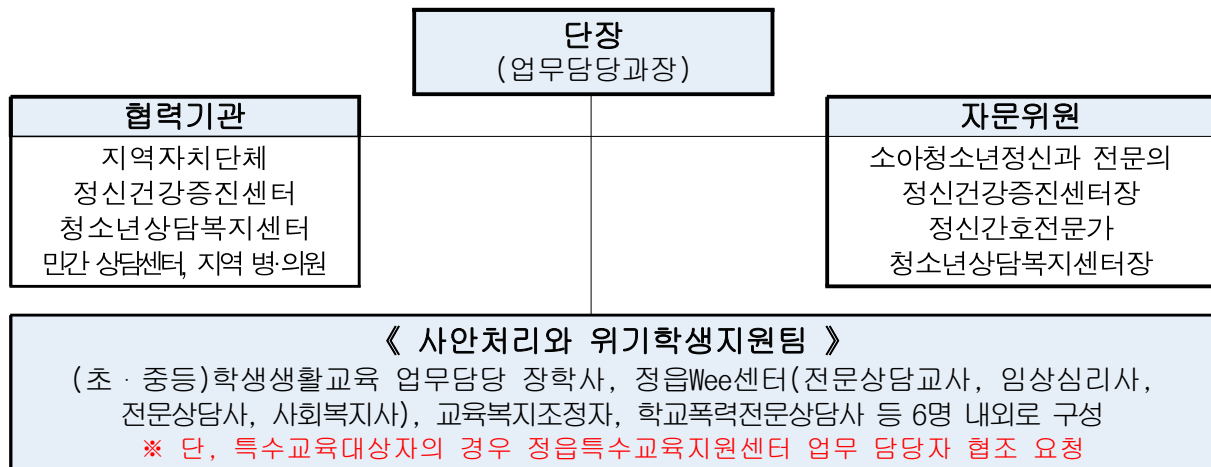 단장
(업무담당과장)
협력기관
지역자치단체
정신건강증진센터
청소년상담복지센터
민간 상담센터, 지역 병·의원
자문위원
소아청소년정신과 전문의
정신건강증진센터장
정신간호전문가
청소년상담복지센터장
《 사안처리와 위기학생지원팀 》
(초 · 중등)학생생활교육 업무담당 장학사, 정읍Wee센터(전문상담교사, 임상심리사,
전문상담사, 사회복지사), 교육복지조정자, 학교폭력전문상담사 등 6명 내외로 구성
※ 단, 특수교육대상자의 경우 정읍특수교육지원센터 업무 담당자 협조 요청